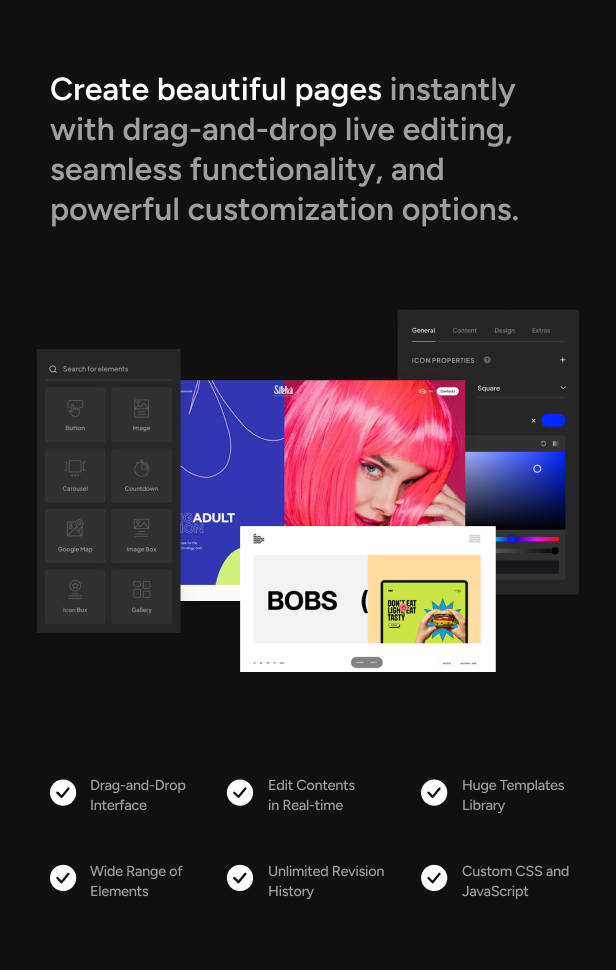 Create beautiful pages instantly
with drag-and-drop live editing,
seamless functionality, and
powerful customization options.
General Content Design Extras
ICON PROPERTIES
Search for elements
Square
Button Image
Carousel Countdown
Google Map Image Box
Icon Box Gallery
Contacts
ADULT
BOBS (
DON'T EAT
LIGH EAT
TASTY
Drag-and-Drop
Interface
Edit Contents
in Real-time
Huge Templates
Library
Wide Range of
Elements
Unlimited Revision
History
Custom CSS and
JavaScript